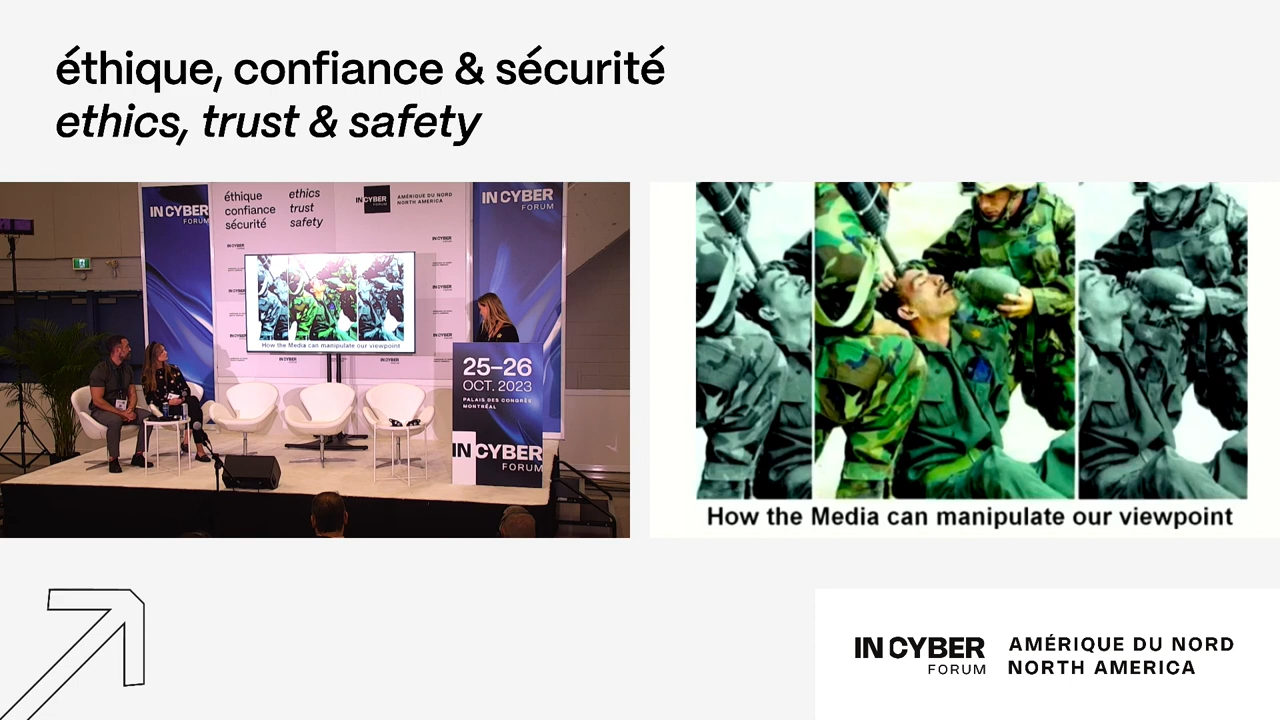 éthique, confiance & sécurité
ethics, trust & safety
IN CYBER
FORUM
éthique
confiance
sécurité
ethics
trust
safety
IN CYBER
FORUM
AMÉRIQUE DU NORD
NORTH AMERICA
IN CYBER
FORUM
How the Media can manipulate our viewpoint
25–26
OCT. 2023
PALAIS DES CONGRÈS
MONTRÉAL
IN CYBER
FORUM
How the Media can manipulate our viewpoint
IN CYBER
FORUM
AMÉRIQUE DU NORD
NORTH AMERICA